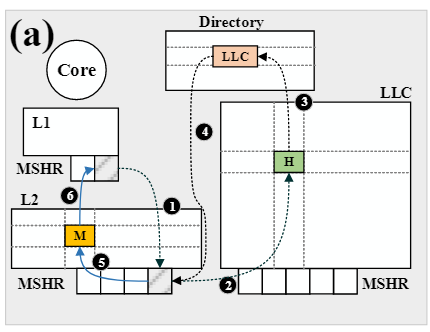 (a)
Directory
LLC
Core
LLC
3
L1
4
MSHR
H
6
1
L2
M
5
MSHR
2
MSHR